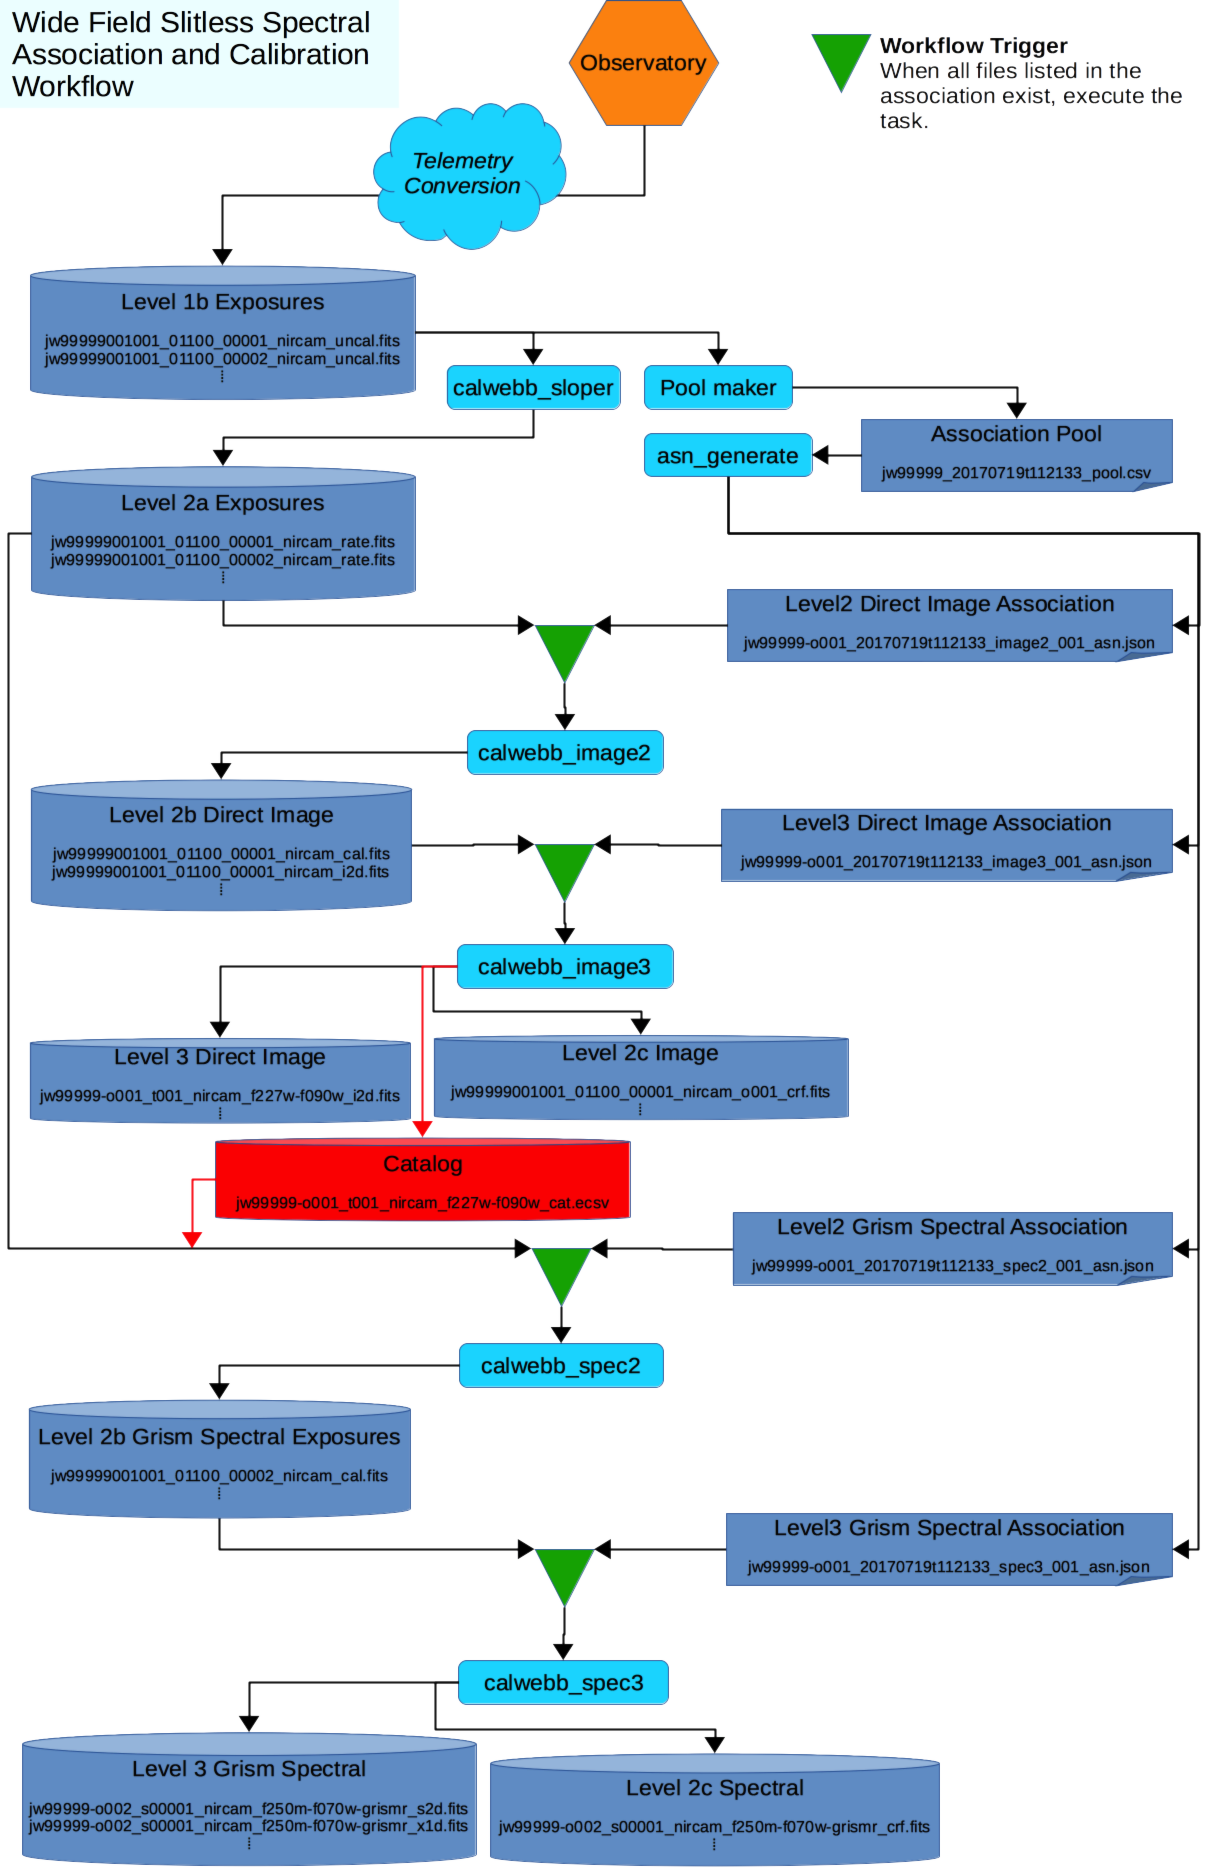 Wide Field Slitless Spectral
Association and Calibration
Workflow
Observatory
Workflow Trigger
When all files listed in the
association exist, execute the
task.
Telemetry
Conversion
Level 1b Exposures
jw99999001001_01100_00001_nircam_uncal.fits
jw99999001001_01100_00002_nircam_uncal.fits
calwebb_sloper
Pool maker
Association Pool
jw99999_20170719t112133_pool.csv
asn_generate
Level 2a Exposures
jw99999001001_01100_00001_nircam_rate.fits
jw99999001001_01100_00002_nircam_rate.fits
Level2 Direct Image Association
jw99999-o001_20170719t112133_image2_001_asn.json
calwebb_image2
Level 2b Direct Image
jw99999001001_01100_00001_nircam_cal.fits
jw99999001001_01100_00001_nircam_i2d.fits
Level3 Direct Image Association
jw99999-o001_20170719t112133_image3_001_asn.json
calwebb_image3
Level 3 Direct Image
jw99999-o001_t001_nircam_f227w-f090w_i2d.fits
Level 2c Image
jw99999001001_01100_00001_nircam_o001_crf.fits
Catalog
jw99999-o001_t001_nircam_f227w-f090w_cat.ecsv
Level2 Grism Spectral Association
jw99999-o001_20170719t112133_spec2_001_asn.json
calwebb_spec2
Level 2b Grism Spectral Exposures
jw99999001001_01100_00002_nircam_cal.fits
Level3 Grism Spectral Association
jw99999-o001_20170719t112133_spec3_001_asn.json
calwebb_spec3
Level 3 Grism Spectral
jw99999-o002_s00001_nircam_f250m-f070w-grismr_s2d.fits
jw99999-o002_s00001_nircam_f250m-f070w-grismr_x1d.fits
Level 2c Spectral
jw99999-o002_s00001_nircam_f250m-f070w-grismr_crf.fits